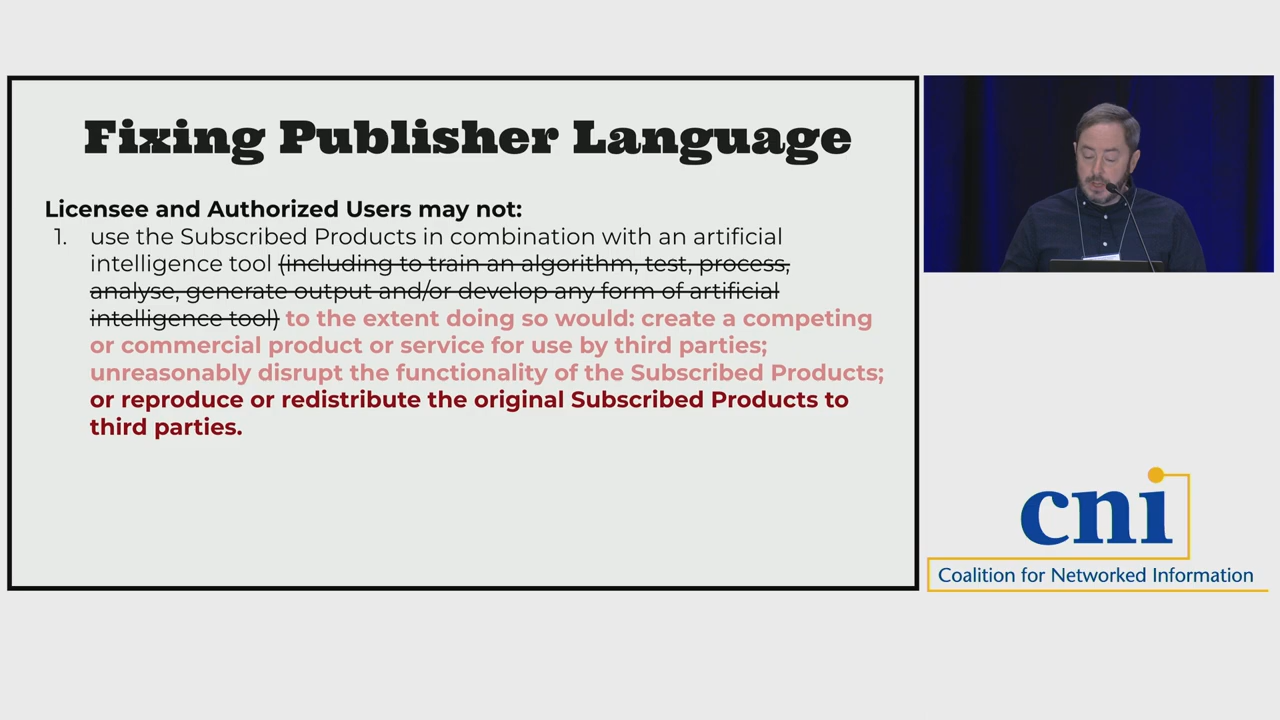 Fixing Publisher Language
Licensee and Authorized Users may not:
1. use the Subscribed Products in combination with an artificial
intelligence tool (including to train an algorithm, test, process,
analyse, generate output and/or develop any form of artificial
intelligence tool) to the extent doing so would: create a competing
or commercial product or service for use by third parties;
unreasonably disrupt the functionality of the Subscribed Products;
or reproduce or redistribute the original Subscribed Products to
third parties.
cni
Coalition for Networked Information